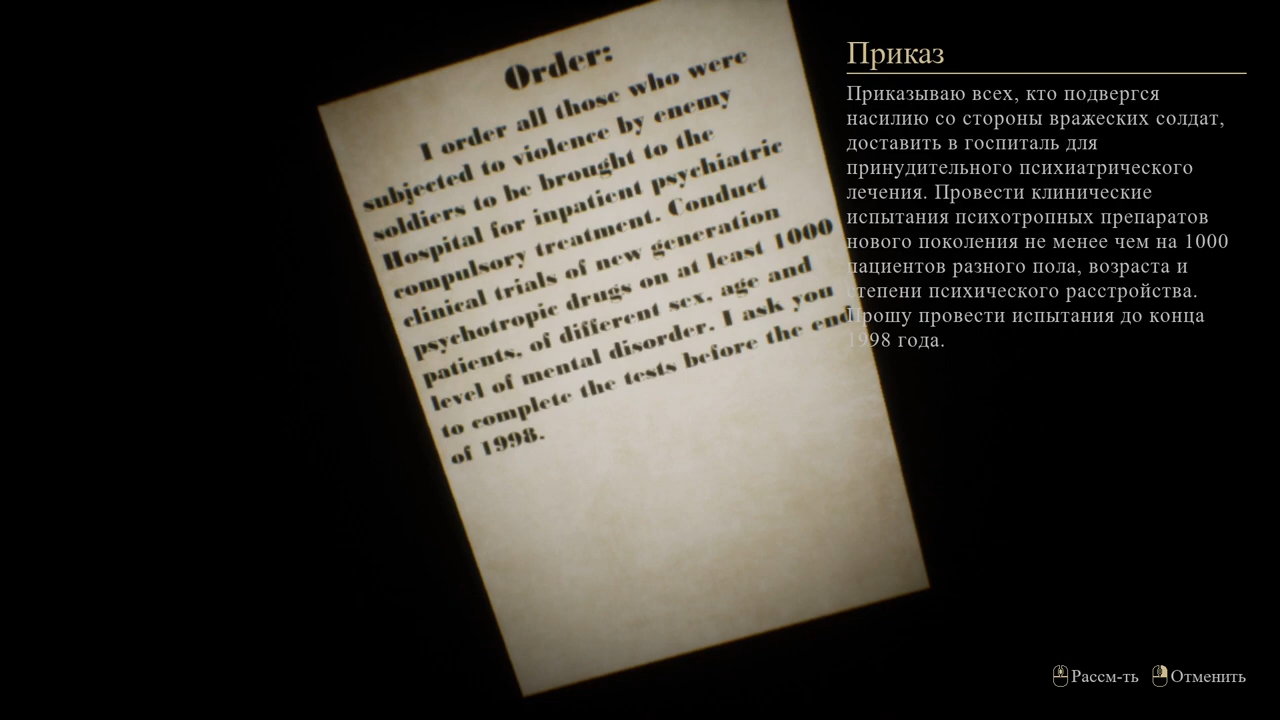 Order:
I order all those who were
subjected to violence by enemy
soldiers to be brought to the
Hospital for inpatient psychiatric
compulsory treatment. Conduct
clinical trials of new generation
psychotropic drugs on at least 1000
patients, of different sex, age and
level of mental disorder. I ask you
to complete the tests before the end
of 1998.
Приказ
Приказываю всех, кто подвергся
насилию со стороны вражеских солдат,
доставить в госпиталь для
принудительного психиатрического
лечения. Провести клинические
испытания психотропных препаратов
нового поколения не менее чем на 1000
пациентов разного пола, возраста и
степени психического расстройства.
Прошу провести испытания до конца
1998 года.
Рассм-ть Отменить